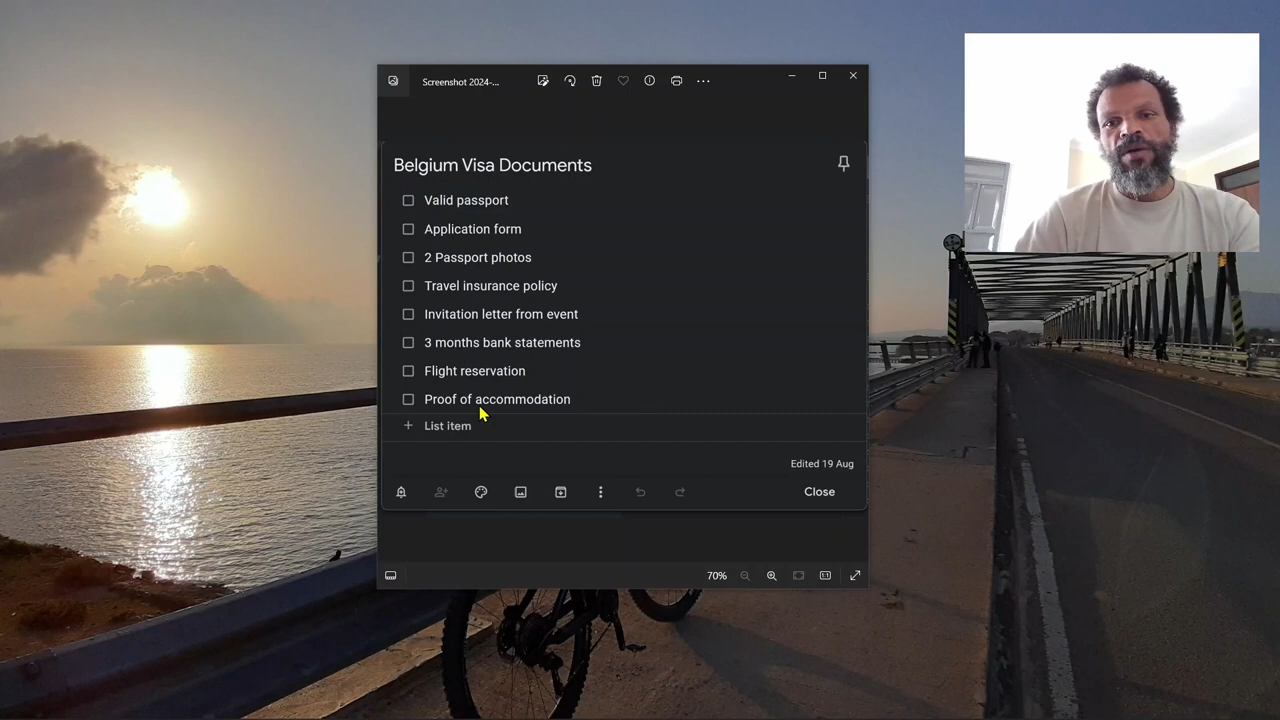 Screenshot 2024-...
Belgium Visa Documents
Valid passport
Application form
2 Passport photos
Travel insurance policy
Invitation letter from event
3 months bank statements
Flight reservation
Proof of accommodation
+ List item
Edited 19 Aug
Close
70%